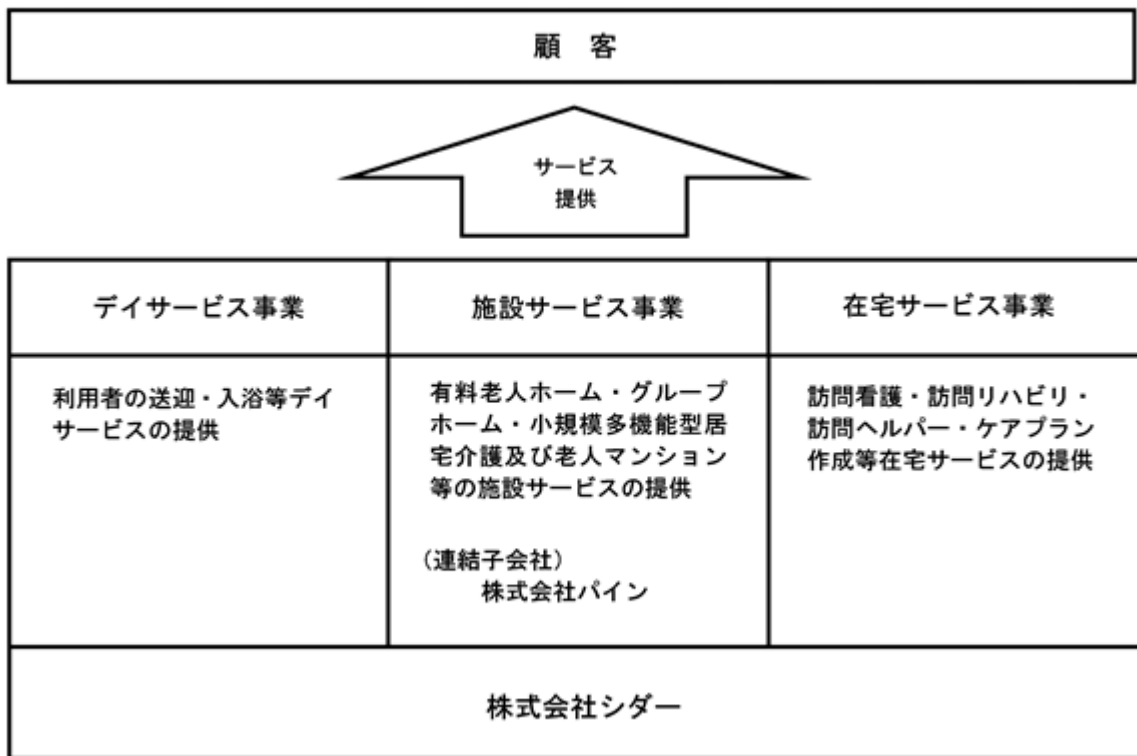 顧　客
サービス
提供
デイサービス事業
施設サービス事業
在宅サービス事業
利用者の送迎・入浴等デイ
サービスの提供
有料老人ホーム・グループ
ホーム・小規模多機能型居
宅介護及び老人マンション
等の施設サービスの提供
（連結子会社）
株式会社パイン
訪問看護・訪問リハビリ・
訪問ヘルパー・ケアプラン
作成等在宅サービスの提供
株式会社シダー